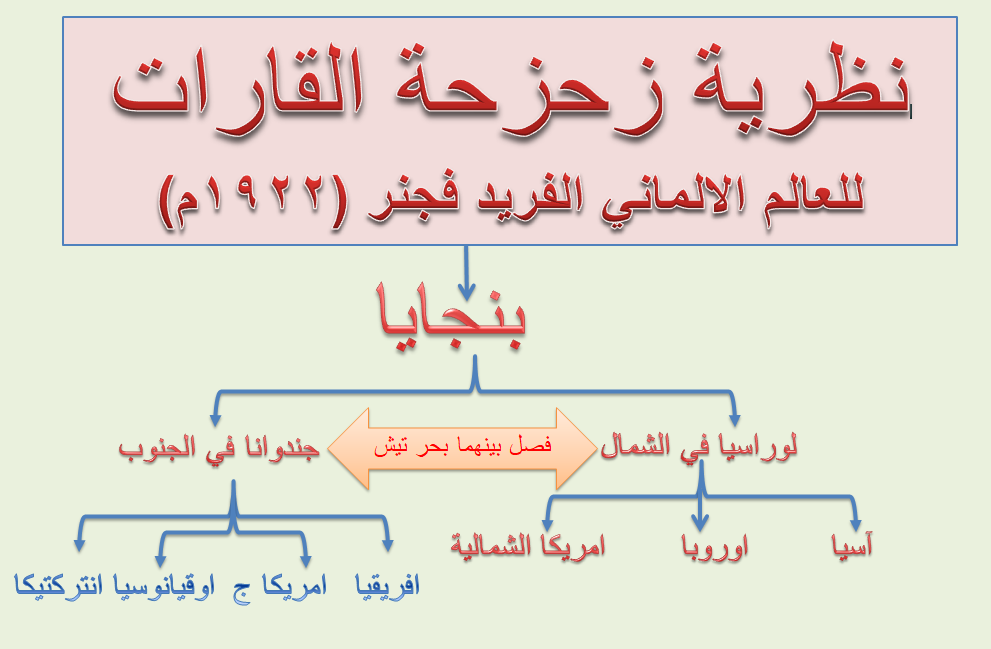 نظرية زحزحة القارات
للعالم الالماني الفريد فجنر (١٩٢٢م)
بنجايا
لوراسيا في الشمال
فصل بينهما بحر تيش
جندوانا في الجنوب
آسيا
اوروبا
امريكا الشمالية
افريقيا
امريكا ج
اوقيانوسيا
انتركتيكا